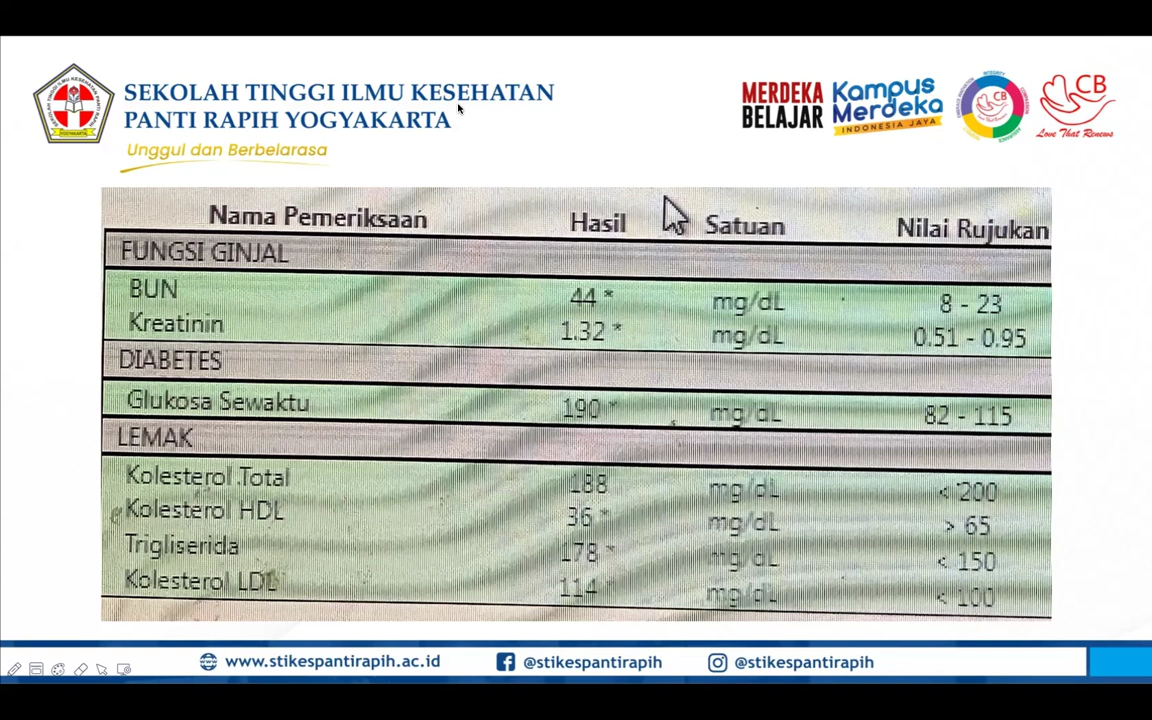 SEKOLAH TINGGI ILMU KESEHATAN
PANTI RAPIH YOGYAKARTA
Unggul dan Berbelarasa
MERDEKA BELAJAR
Kampus Merdeka
INDONESIA JAYA
CB
CB
Love That Renews
Nama Pemeriksaan Hasil Satuan Nilai Rujukan
FUNGSI GINJAL
BUN 44 * mg/dL 8 - 23
Kreatinin 1.32 * mg/dL 0.51 - 0.95
DIABETES
Glukosa Sewaktu 190 * mg/dL 82 - 115
LEMAK
Kolesterol Total 188 mg/dL < 200
Kolesterol HDL 36 * mg/dL > 65
Trigliserida 178 * mg/dL < 150
Kolesterol LDL 114 * mg/dL < 100
www.stikespantirapih.ac.id @stikespantirapih @stikespantirapih